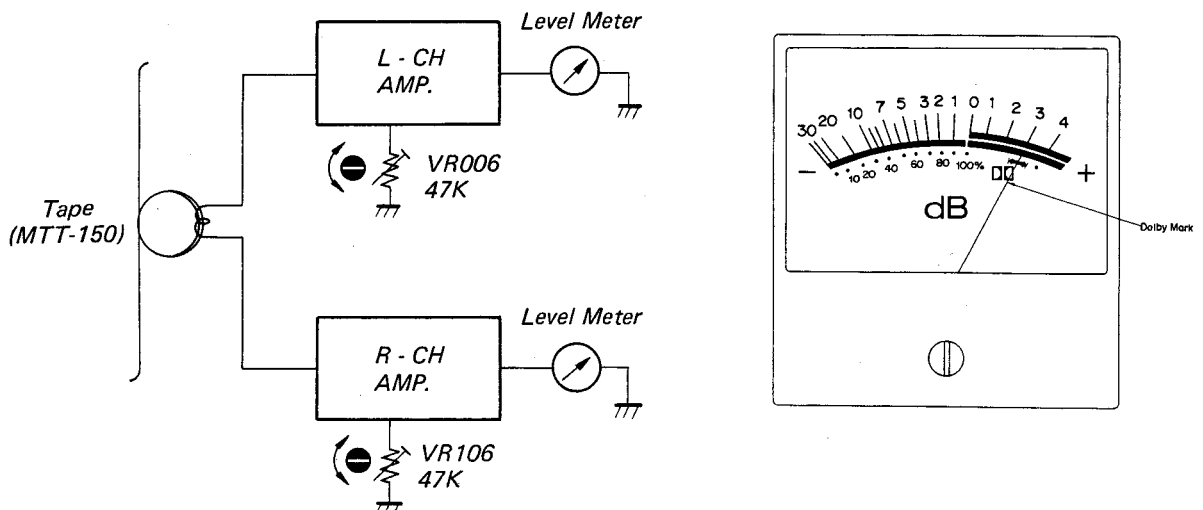 Level Meter
L - CH
AMP.
VR006
47K
Tape
(MTT-150)
Level Meter
R - CH
AMP.
VR106
47K
30 20 10 7 5 3 2 1 0 1 2 3 4
- 10 20 40 60 80 100% +
dB
Dolby Mark